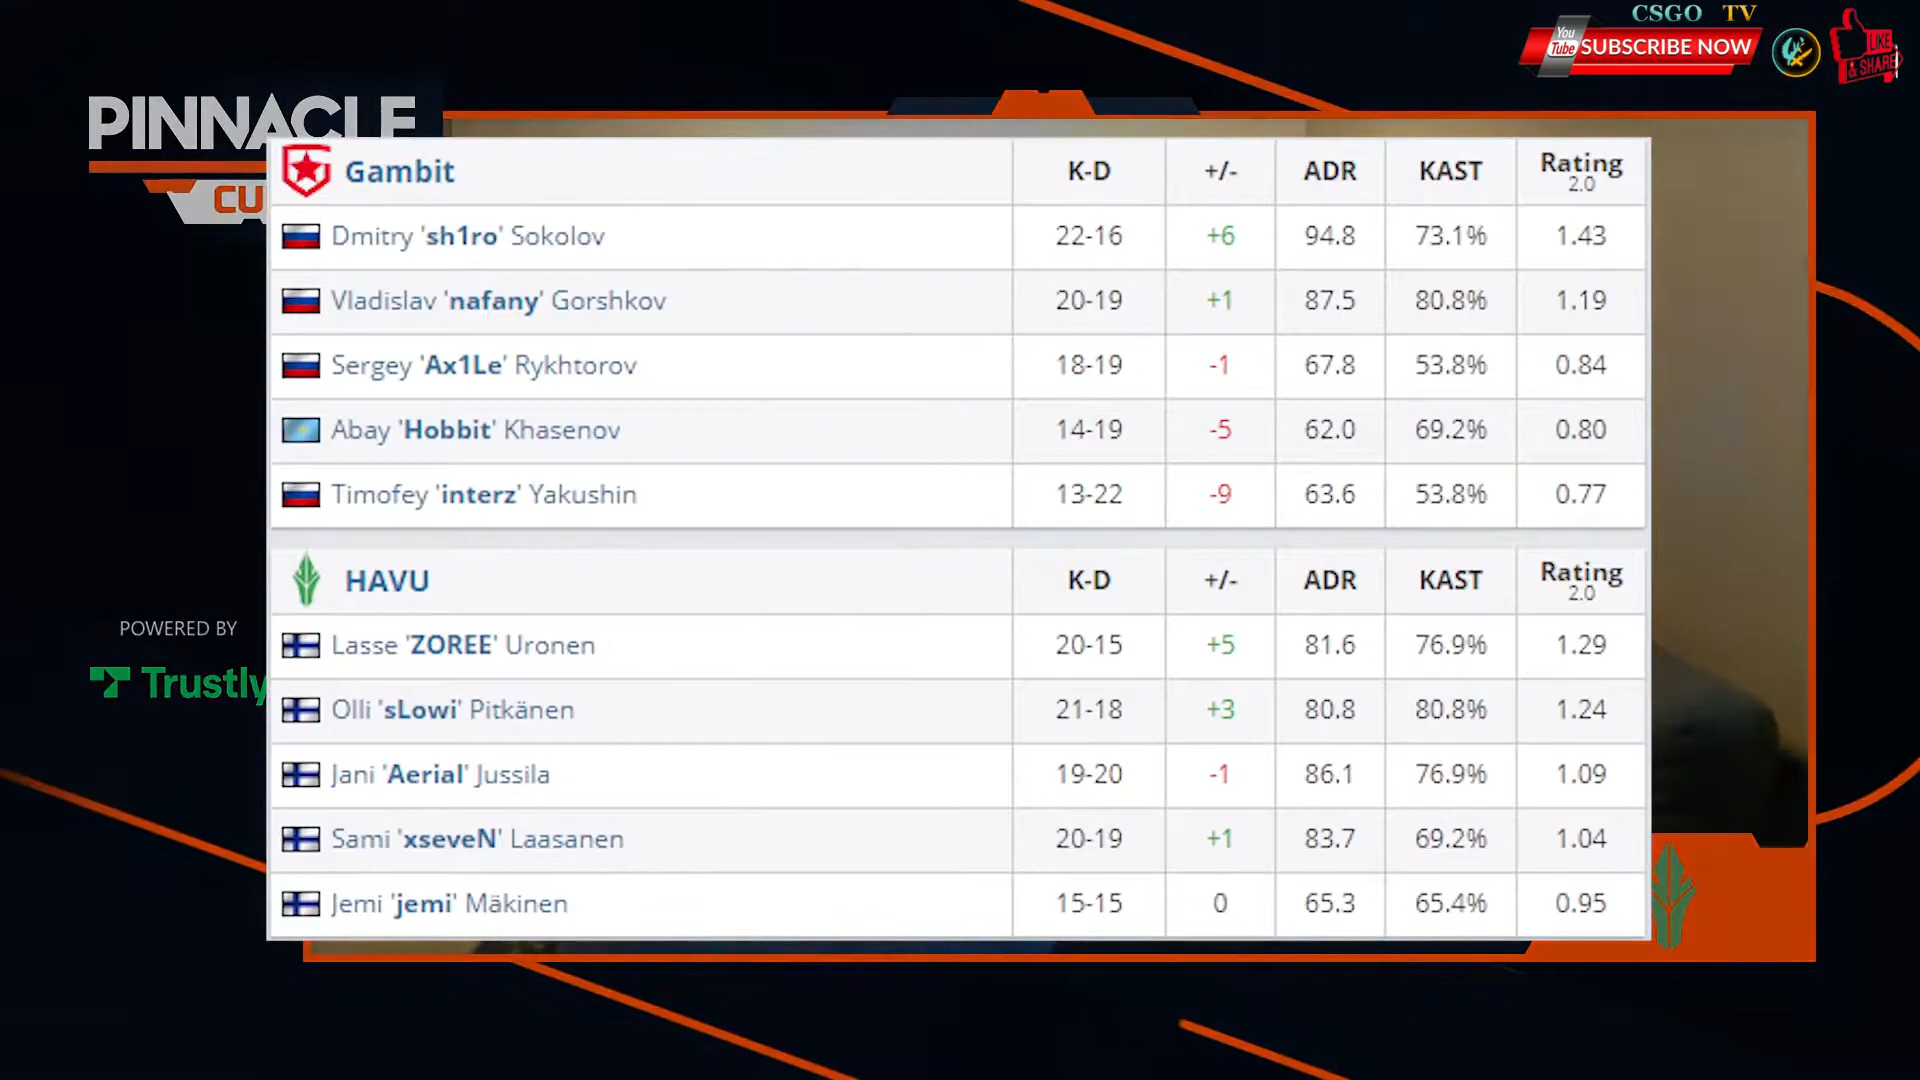 CSGO TV
You Tube SUBSCRIBE NOW
LIKE & SHARE
PINNACLE
CU
Gambit K-D +/- ADR KAST Rating 2.0
Dmitry 'sh1ro' Sokolov 22-16 +6 94.8 73.1% 1.43
Vladislav 'nafany' Gorshkov 20-19 +1 87.5 80.8% 1.19
Sergey 'Ax1Le' Rykhtorov 18-19 -1 67.8 53.8% 0.84
Abay 'Hobbit' Khasenov 14-19 -5 62.0 69.2% 0.80
Timofey 'interz' Yakushin 13-22 -9 63.6 53.8% 0.77
HAVU K-D +/- ADR KAST Rating 2.0
Lasse 'ZOREE' Uronen 20-15 +5 81.6 76.9% 1.29
Olli 'sLowi' Pitkänen 21-18 +3 80.8 80.8% 1.24
Jani 'Aerial' Jussila 19-20 -1 86.1 76.9% 1.09
Sami 'xseveN' Laasanen 20-19 +1 83.7 69.2% 1.04
Jemi 'jemi' Mäkinen 15-15 0 65.3 65.4% 0.95
POWERED BY
Trustly